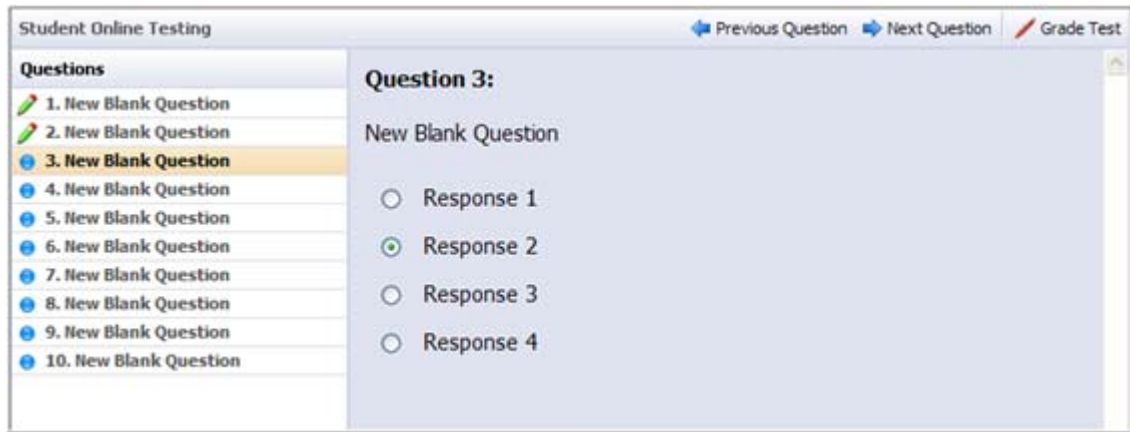 Student Online Testing Previous Question Next Question Grade Test
Questions
1. New Blank Question
2. New Blank Question
3. New Blank Question
4. New Blank Question
5. New Blank Question
6. New Blank Question
7. New Blank Question
8. New Blank Question
9. New Blank Question
10. New Blank Question
Question 3:
New Blank Question
Response 1
Response 2
Response 3
Response 4